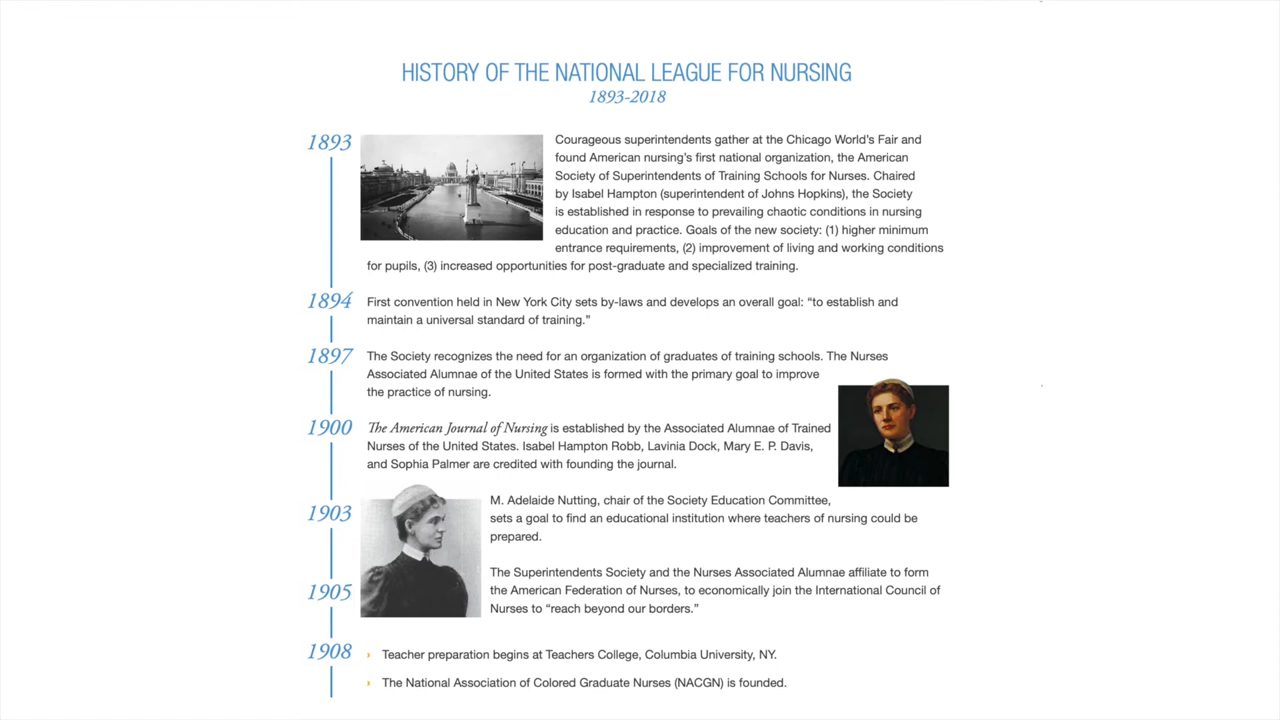 HISTORY OF THE NATIONAL LEAGUE FOR NURSING
1893-2018
1893
Courageous superintendents gather at the Chicago World's Fair and
found American nursing's first national organization, the American
Society of Superintendents of Training Schools for Nurses. Chaired
by Isabel Hampton (superintendent of Johns Hopkins), the Society
is established in response to prevailing chaotic conditions in nursing
education and practice. Goals of the new society: (1) higher minimum
entrance requirements, (2) improvement of living and working conditions
for pupils, (3) increased opportunities for post-graduate and specialized training.
1894
First convention held in New York City sets by-laws and develops an overall goal: “to establish and
maintain a universal standard of training.”
1897
The Society recognizes the need for an organization of graduates of training schools. The Nurses
Associated Alumnae of the United States is formed with the primary goal to improve
the practice of nursing.
1900
The American Journal of Nursing is established by the Associated Alumnae of Trained
Nurses of the United States. Isabel Hampton Robb, Lavinia Dock, Mary E. P. Davis,
and Sophia Palmer are credited with founding the journal.
1903
M. Adelaide Nutting, chair of the Society Education Committee,
sets a goal to find an educational institution where teachers of nursing could be
prepared.
1905
The Superintendents Society and the Nurses Associated Alumnae affiliate to form
the American Federation of Nurses, to economically join the International Council of
Nurses to “reach beyond our borders.”
1908
Teacher preparation begins at Teachers College, Columbia University, NY.
The National Association of Colored Graduate Nurses (NACGN) is founded.